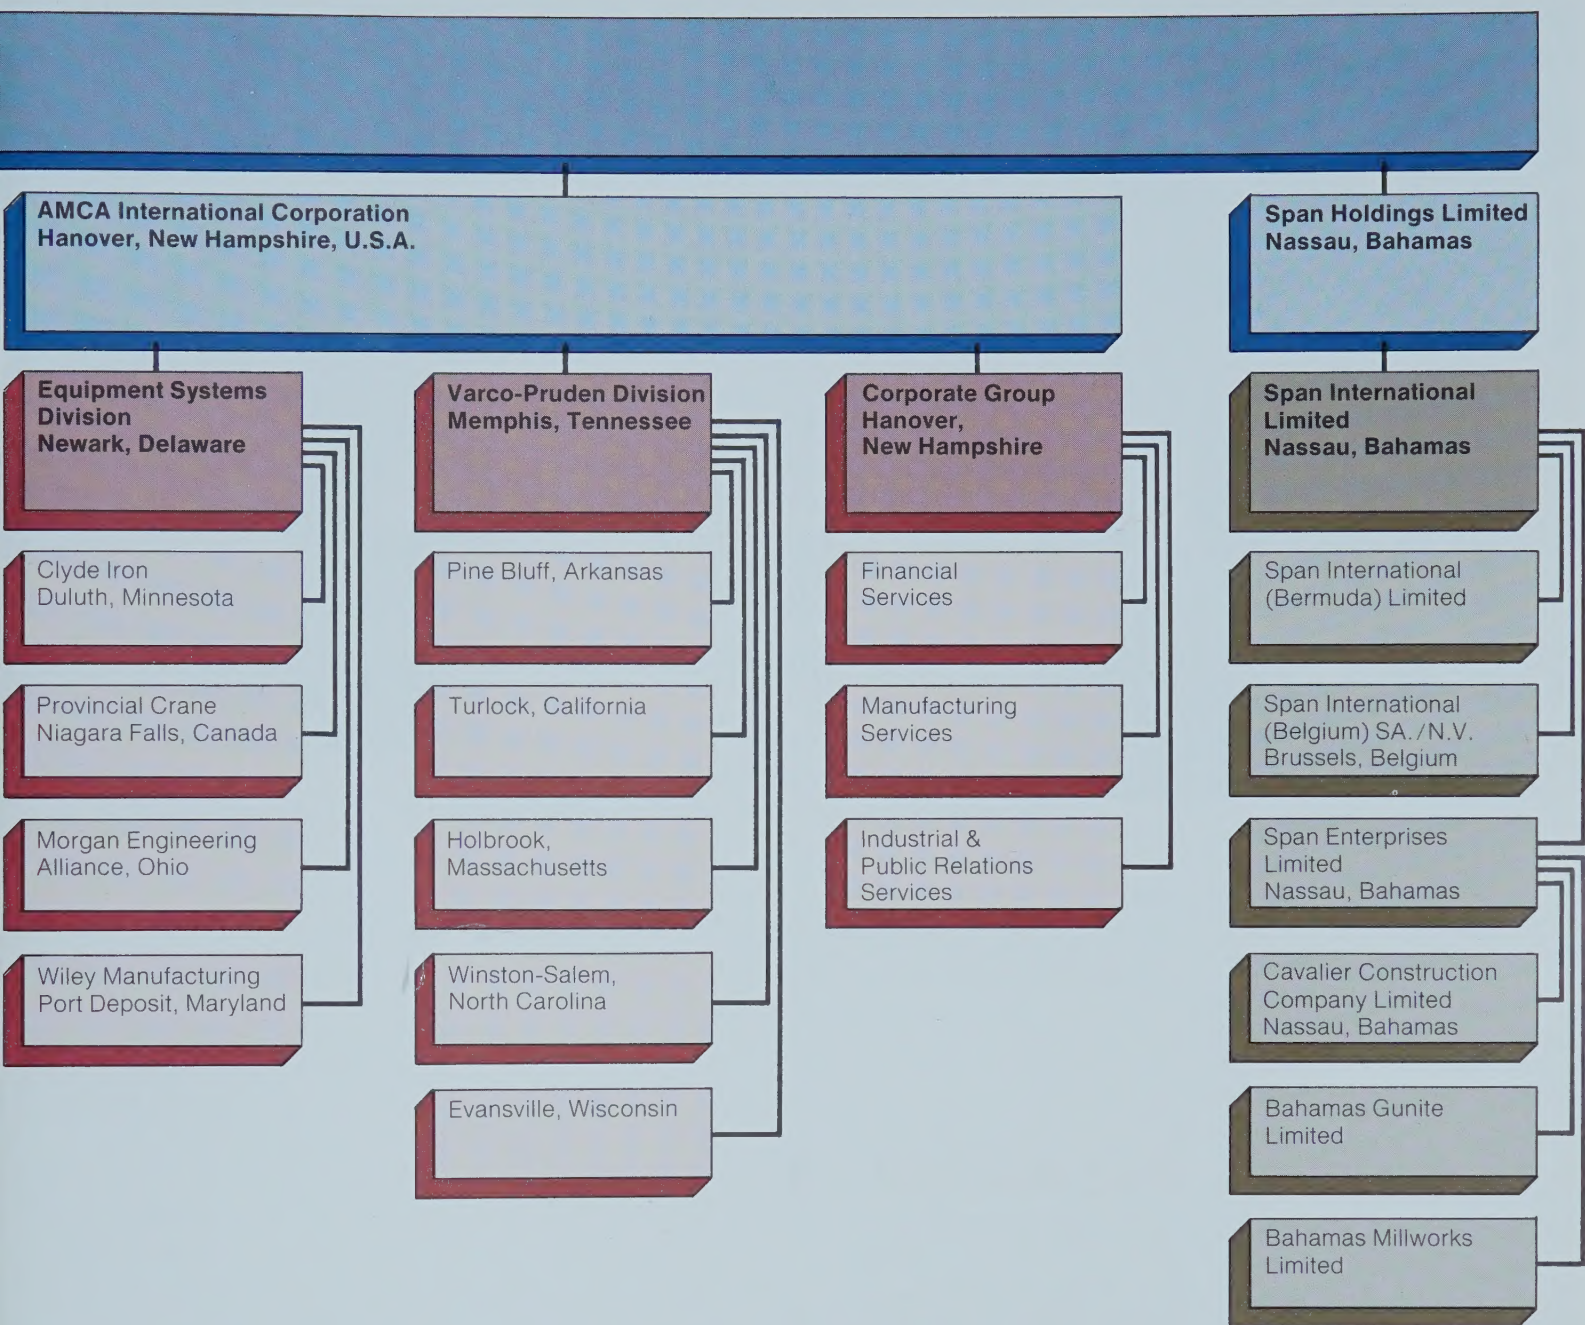 AMCA International Corporation
Hanover, New Hampshire, U.S.A.
Span Holdings Limited
Nassau, Bahamas
Equipment Systems
Division
Newark, Delaware
Clyde Iron
Duluth, Minnesota
Provincial Crane
Niagara Falls, Canada
Morgan Engineering
Alliance, Ohio
Wiley Manufacturing
Port Deposit, Maryland
Varco-Pruden Division
Memphis, Tennessee
Pine Bluff, Arkansas
Turlock, California
Holbrook,
Massachusetts
Winston-Salem,
North Carolina
Evansville, Wisconsin
Corporate Group
Hanover,
New Hampshire
Financial
Services
Manufacturing
Services
Industrial &
Public Relations
Services
Span International
Limited
Nassau, Bahamas
Span International
(Bermuda) Limited
Span International
(Belgium) SA./N.V.
Brussels, Belgium
Span Enterprises
Limited
Nassau, Bahamas
Cavalier Construction
Company Limited
Nassau, Bahamas
Bahamas Gunite
Limited
Bahamas Millworks
Limited